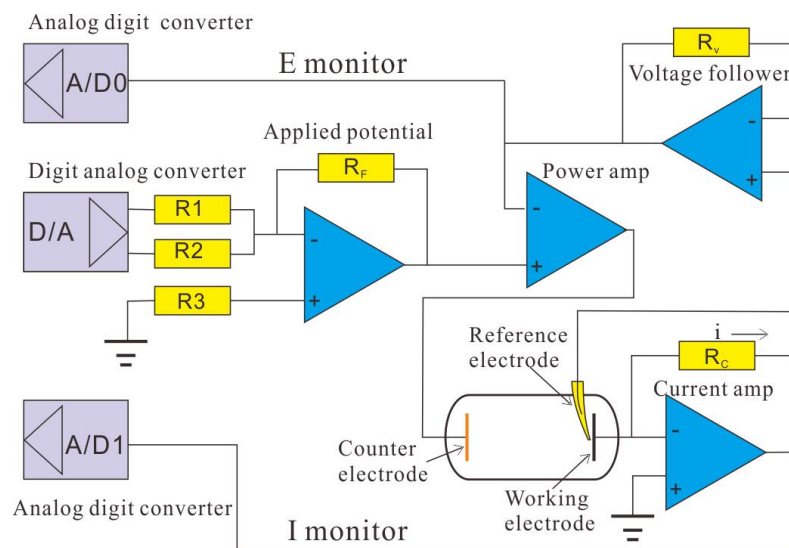 Analog digit converter
A/D0
E monitor
Rv
Voltage follower
-
+
Applied potential
RF
Power amp
-
+
Digit analog converter
D/A
R1
R2
R3
-
+
Reference
electrode
i
RC
Current amp
-
+
Counter
electrode
Working
electrode
A/D1
Analog digit converter
I monitor